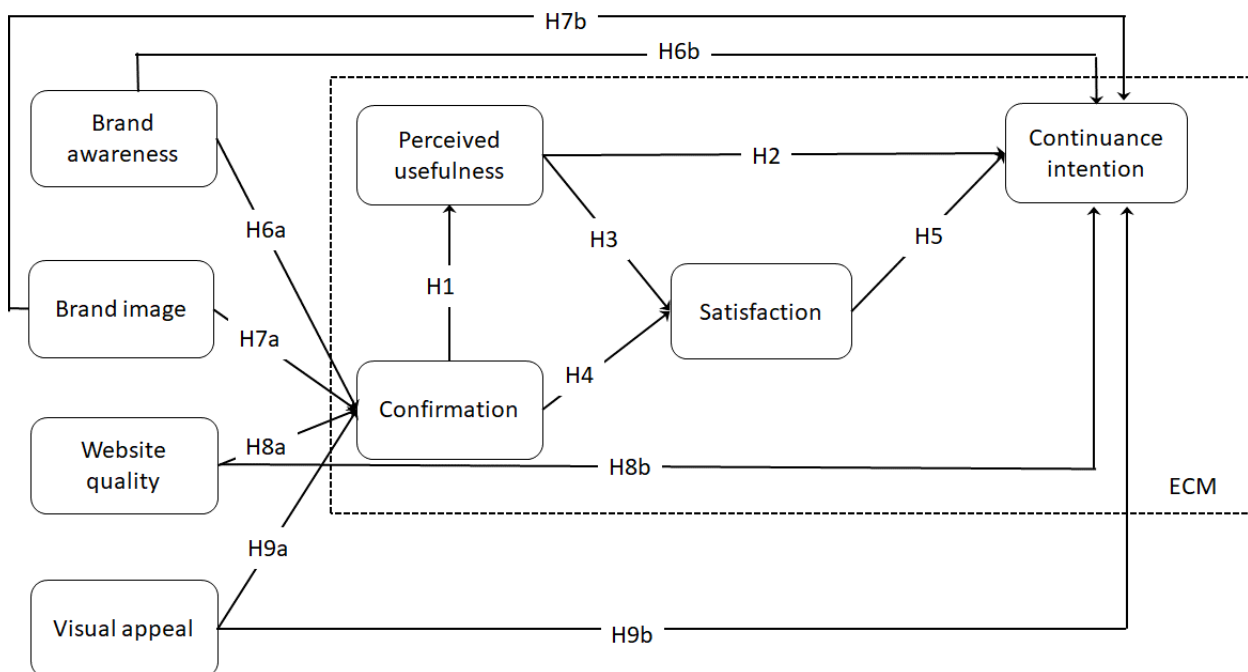 H7b
H6b
Brand
awareness
Perceived
usefulness
Continuance
intention
H2
H6a
H3
H5
H1
Brand image
Satisfaction
H7a
H4
Confirmation
Website
quality
H8a
H8b
ECM
H9a
Visual appeal
H9b